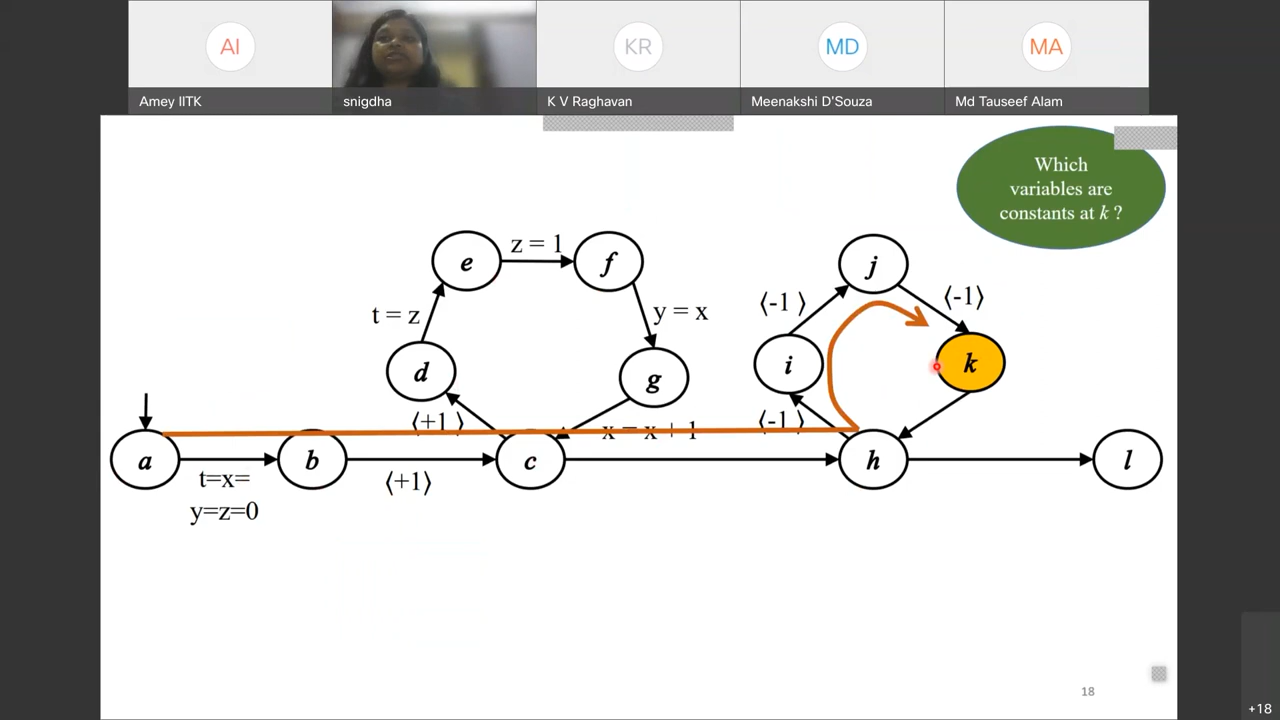 AI
KR
MD
MA
Amey IITK
snigdha
K V Raghavan
Meenakshi D'Souza
Md Tauseef Alam
Which
variables are
constants at k ?
e
z = 1
f
j
t = z
y = x
⟨-1 ⟩
⟨-1⟩
d
g
i
k
⟨+1 ⟩
x = x + 1
⟨-1 ⟩
a
b
c
h
l
t=x=
y=z=0
⟨+1⟩
18
+18